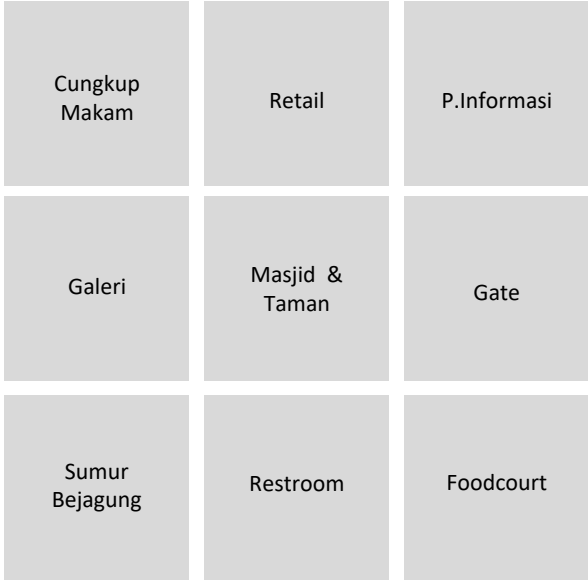 Cungkup
Makam
Retail
P.Informasi
Galeri
Masjid &
Taman
Gate
Sumur
Bejagung
Restroom
Foodcourt